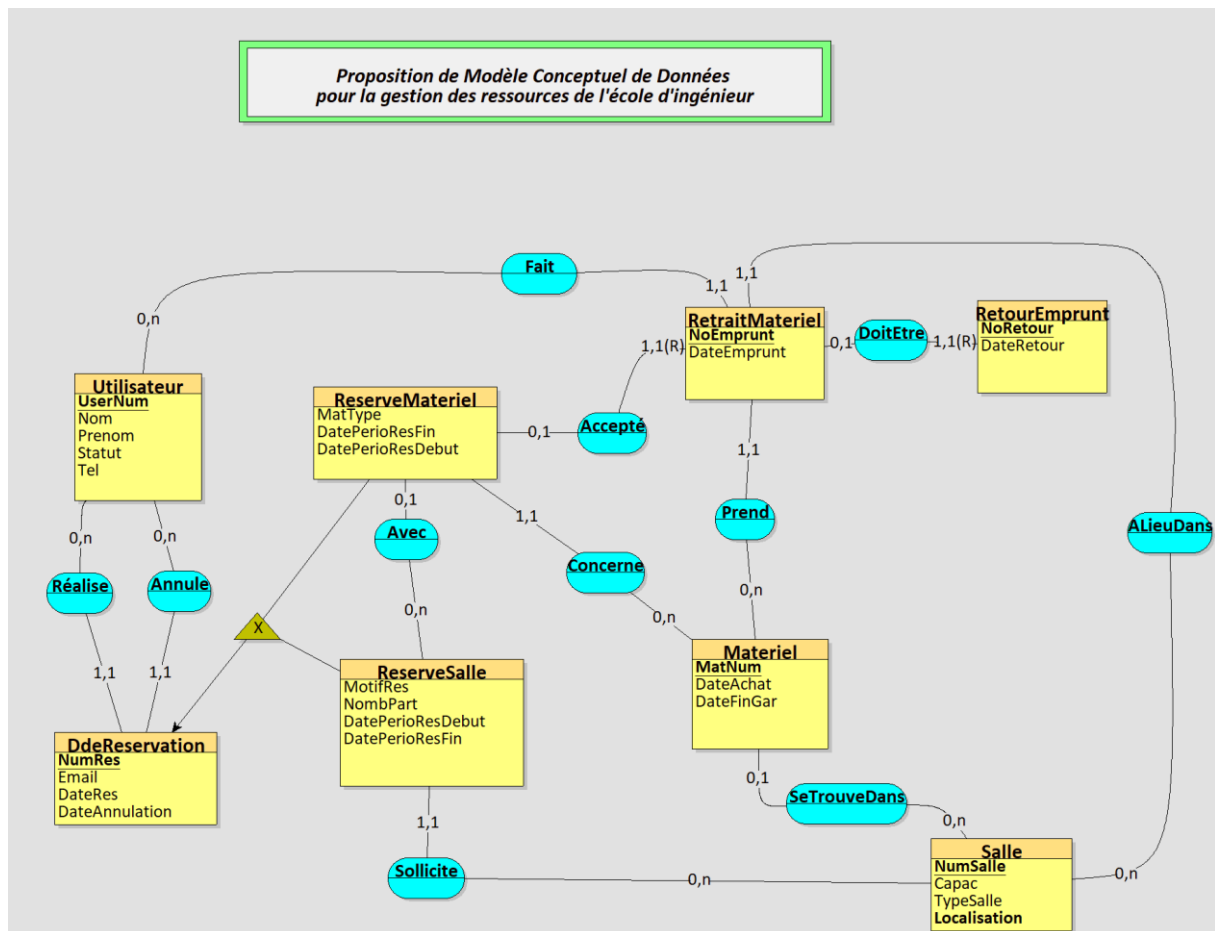 Proposition de Modèle Conceptuel de Données
pour la gestion des ressources de l'école d'ingénieur
Fait
1,1
1,1
0,n
RetraitMateriel
NoEmprunt
DateEmprunt
1,1(R)
0,1
DoitEtre
1,1(R)
RetourEmprunt
NoRetour
DateRetour
Utilisateur
UserNum
Nom
Prenom
Statut
Tel
ReserveMateriel
MatType
DatePerioResFin
DatePerioResDebut
0,1
Accepté
1,1
0,1
1,1
Prend
ALieuDans
0,n
0,n
Avec
Concerne
Réalise
Annule
0,n
0,n
0,n
X
1,1
1,1
ReserveSalle
MotifRes
NombPart
DatePerioResDebut
DatePerioResFin
Materiel
MatNum
DateAchat
DateFinGar
DdeReservation
NumRes
Email
DateRes
DateAnnulation
0,1
SeTrouveDans
0,n
1,1
Sollicite
0,n
Salle
NumSalle
Capac
TypeSalle
Localisation
0,n